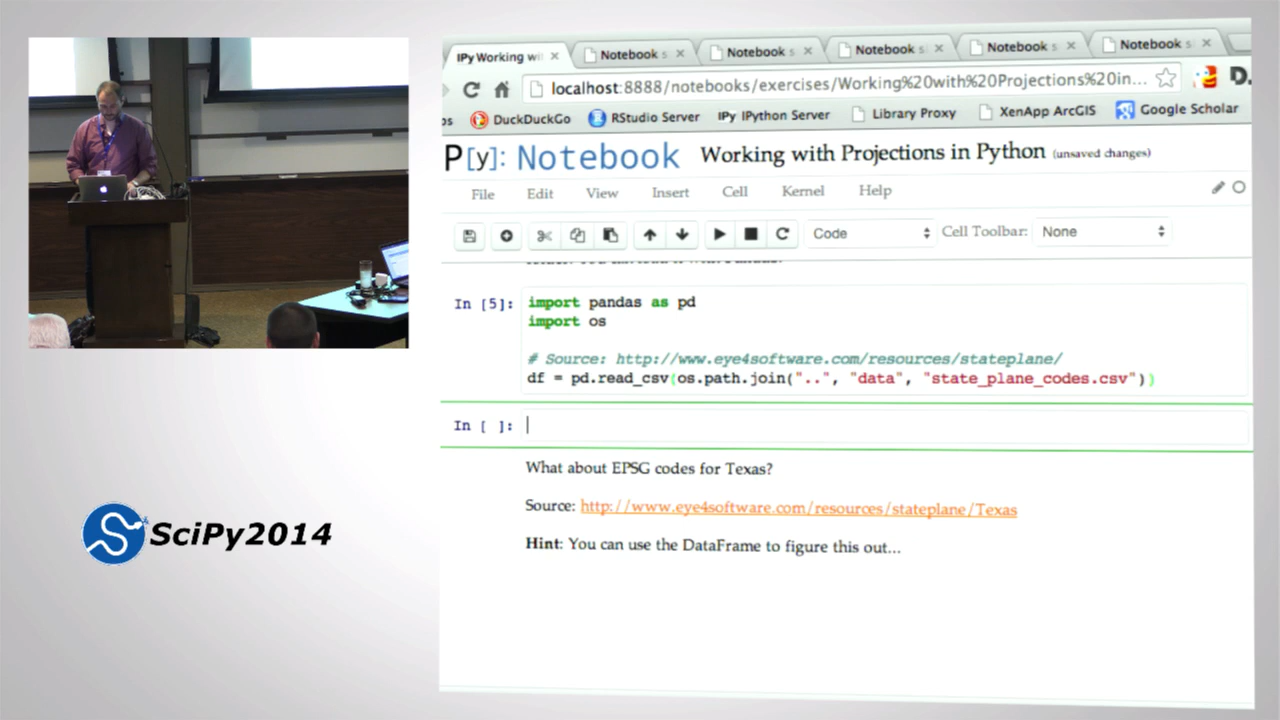 IPy Working wi
Notebook s
Notebook s
Notebook s
Notebook s
Notebook s
localhost:8888/notebooks/exercises/Working%20with%20Projections%20in...
DuckDuckGo
RStudio Server
IPy IPython Server
Library Proxy
XenApp ArcGIS
Google Scholar
P[y]: Notebook
Working with Projections in Python (unsaved changes)
File Edit View Insert Cell Kernel Help
Code
Cell Toolbar: None
In [5]: import pandas as pd
import os
# Source: http://www.eye4software.com/resources/stateplane/
df = pd.read_csv(os.path.join("..", "data", "state_plane_codes.csv"))
In [ ]:
What about EPSG codes for Texas?
Source: http://www.eye4software.com/resources/stateplane/Texas
Hint: You can use the DataFrame to figure this out...
SciPy2014